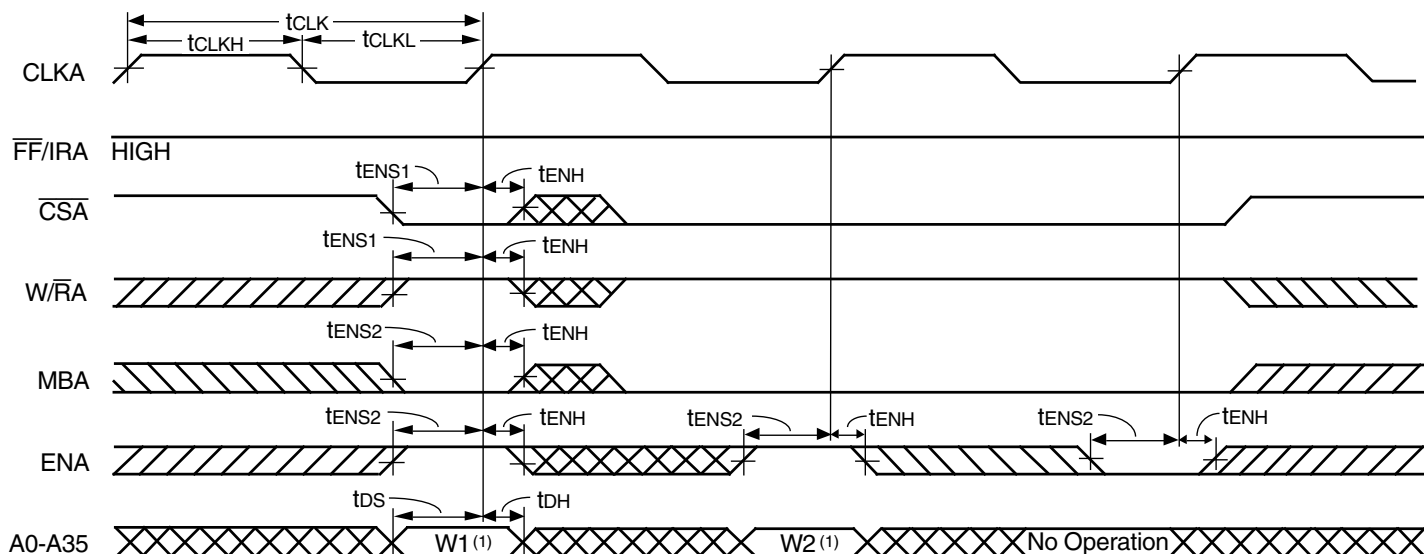 tCLK
tCLKH tCLKL
CLKA
FF/IRA HIGH
tENS1 tENH
CSA
tENS1 tENH
W/RA
tENS2 tENH
MBA
tENS2 tENH tENS2 tENH tENS2 tENH
ENA
tDS tDH
A0-A35 W1(1) W2(1) No Operation